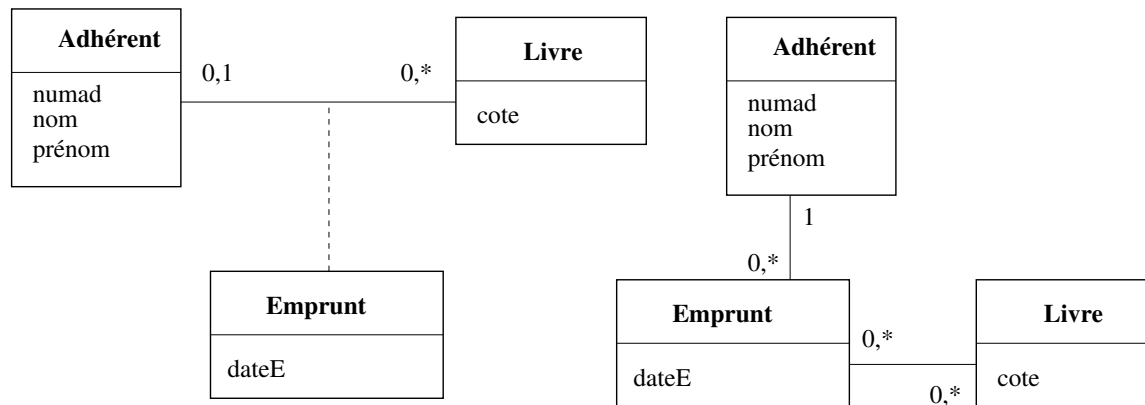 Adhérent
numad
nom
prénom
0,1
0,*
Livre
cote
Emprunt
dateE
Adhérent
numad
nom
prénom
1
0,*
Emprunt
dateE
0,*
0,*
Livre
cote